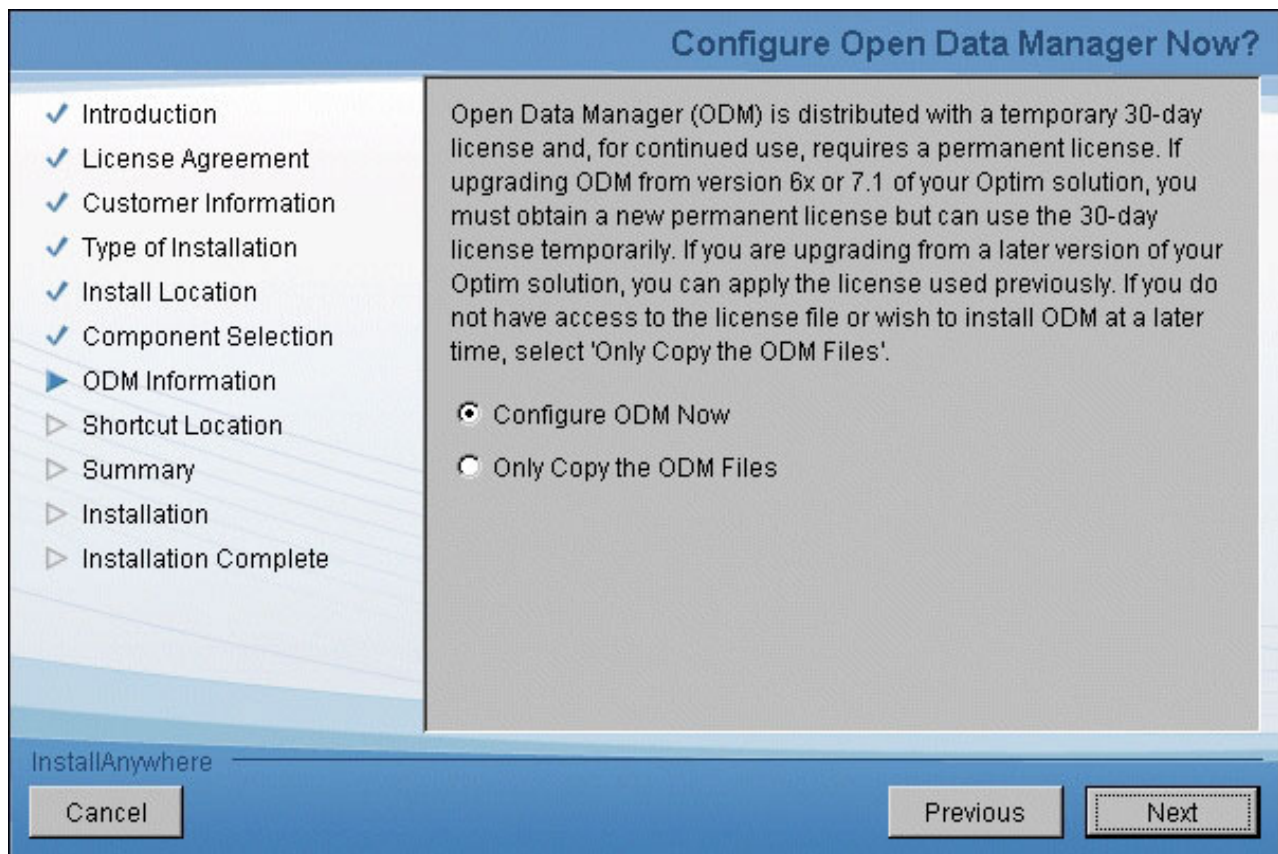 Configure Open Data Manager Now?
Introduction
License Agreement
Customer Information
Type of Installation
Install Location
Component Selection
ODM Information
Shortcut Location
Summary
Installation
Installation Complete
Open Data Manager (ODM) is distributed with a temporary 30-day
license and, for continued use, requires a permanent license. If
upgrading ODM from version 6x or 7.1 of your Optim solution, you
must obtain a new permanent license but can use the 30-day
license temporarily. If you are upgrading from a later version of your
Optim solution, you can apply the license used previously. If you do
not have access to the license file or wish to install ODM at a later
time, select 'Only Copy the ODM Files'.
Configure ODM Now
Only Copy the ODM Files
InstallAnywhere
Cancel
Previous
Next